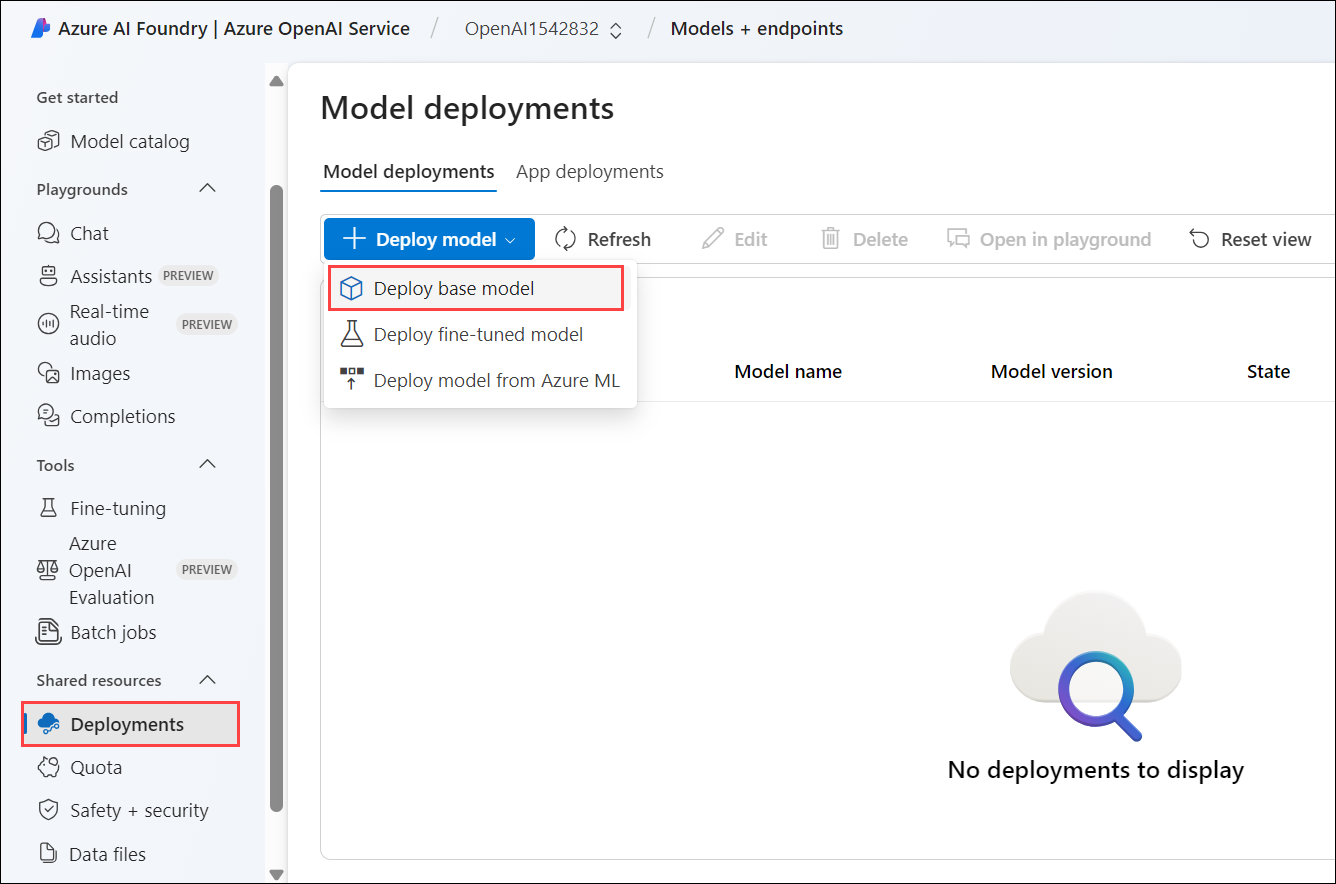 Azure AI Foundry | Azure OpenAI Service / OpenAI1542832 / Models + endpoints
Get started
Model catalog
Playgrounds
Chat
Assistants PREVIEW
Real-time
audio
PREVIEW
Images
Completions
Tools
Fine-tuning
Azure
OpenAI
Evaluation
PREVIEW
Batch jobs
Shared resources
Deployments
Quota
Safety + security
Data files
Model deployments
Model deployments App deployments
Deploy model Refresh Edit Delete Open in playground Reset view
Deploy base model
Deploy fine-tuned model
Deploy model from Azure ML
Model name Model version State
No deployments to display